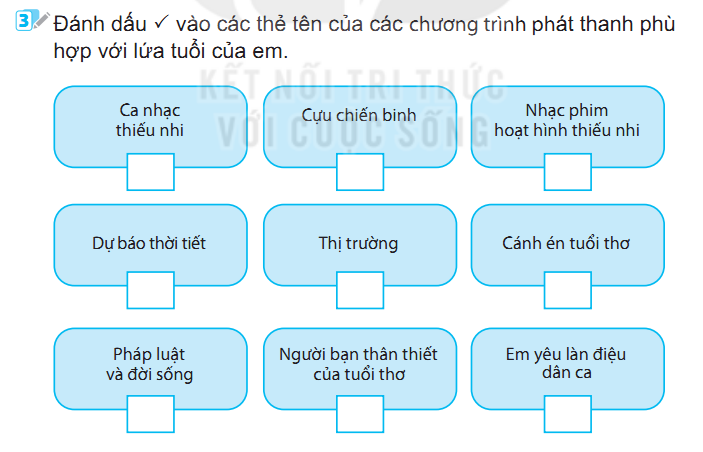 3 Đánh dấu ✓ vào các thẻ tên của các chương trình phát thanh phù
hợp với lứa tuổi của em.
KẾT NỐI TRI THỨC
VỚI CUỘC SỐNG
Ca nhạc
thiếu nhi
Cựu chiến binh
Nhạc phim
hoạt hình thiếu nhi
Dự báo thời tiết
Thị trường
Cánh én tuổi thơ
Pháp luật
và đời sống
Người bạn thân thiết
của tuổi thơ
Em yêu làn điệu
dân ca